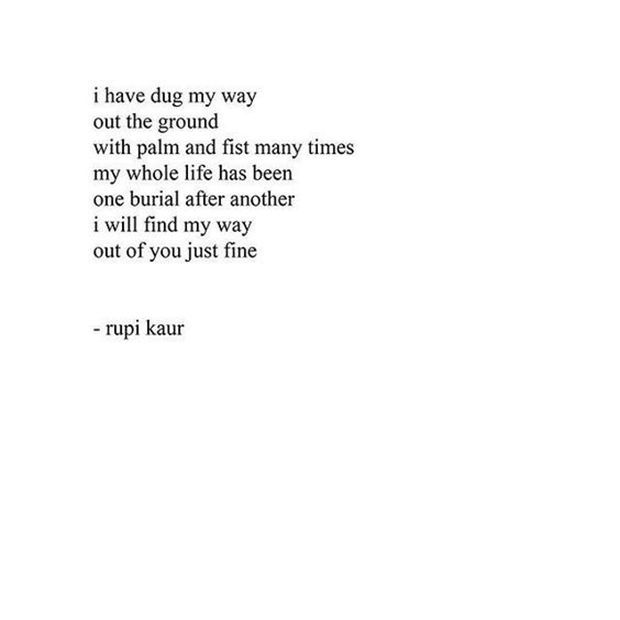 i have dug my way
out the ground
with palm and fist many times
my whole life has been
one burial after another
i will find my way
out of you just fine
- rupi kaur